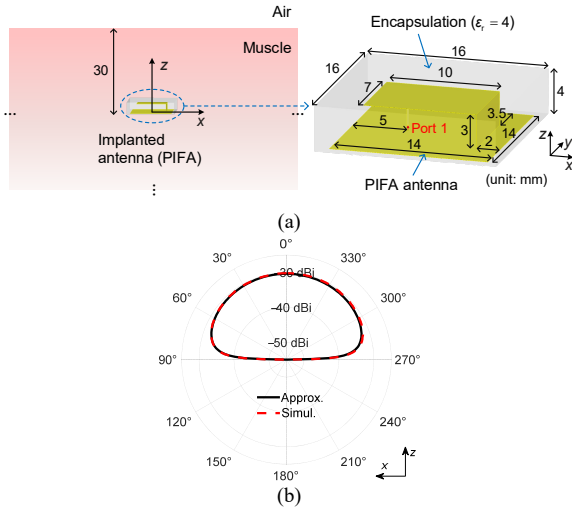 Air
Muscle
30
z
x
...
...
Implanted
antenna (PIFA)
...
Encapsulation (εr = 4)
16
16
10
7
4
3.5
5
Port 1
3
14
2
14
z
y
x
PIFA antenna
(unit: mm)
(a)
0°
30°
330°
–30 dBi
60°
300°
–40 dBi
–50 dBi
90°
270°
Approx.
Simul.
120°
240°
150°
210°
180°
z
x
(b)